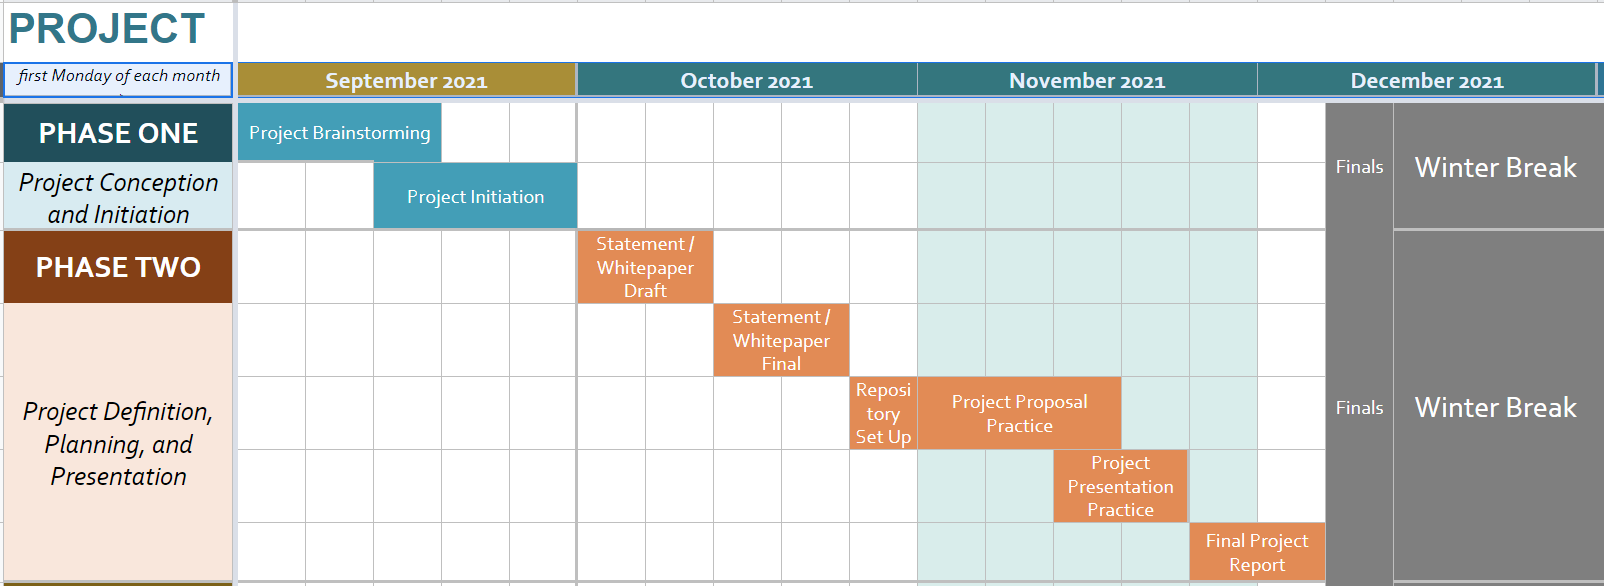 PROJECT
first Monday of each month
September 2021
October 2021
November 2021
December 2021
PHASE ONE
Project Brainstorming
Finals
Winter Break
Project Conception
and Initiation
Project Initiation
PHASE TWO
Statement /
Whitepaper
Draft
Project Definition,
Planning, and
Presentation
Statement /
Whitepaper
Final
Reposi
tory
Set Up
Project Proposal
Practice
Finals
Winter Break
Project
Presentation
Practice
Final Project
Report